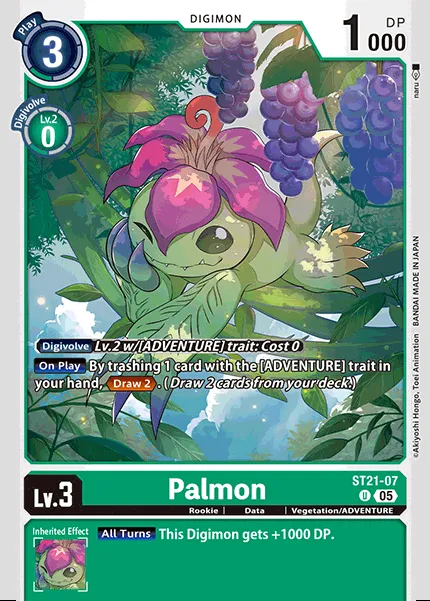 Play
3
DIGIMON
1000
DP
Digivolve
Lv.2
0
naru
Digivolve Lv.2 w/[ADVENTURE] trait: Cost 0
On Play By trashing 1 card with the [ADVENTURE] trait in
your hand, Draw 2. (Draw 2 cards from your deck.)
©Akiyoshi Hongo, Toei Animation BANDAI MADE IN JAPAN
Lv.3
Palmon
ST21-07
U 05
Rookie | Data | Vegetation/ADVENTURE
Inherited Effect
All Turns This Digimon gets +1000 DP.